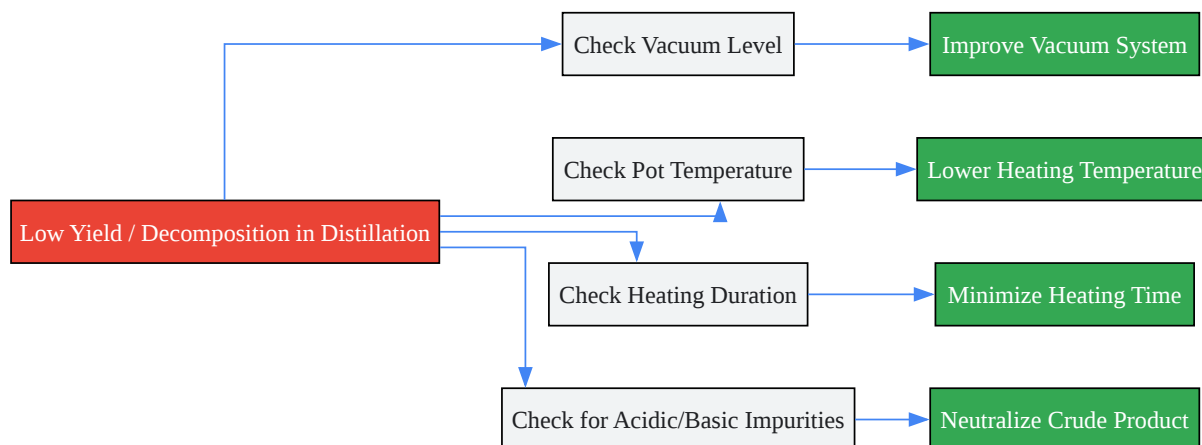 Check Vacuum Level
Improve Vacuum System
Check Pot Temperature
Lower Heating Temperature
Low Yield / Decomposition in Distillation
Check Heating Duration
Minimize Heating Time
Check for Acidic/Basic Impurities
Neutralize Crude Product